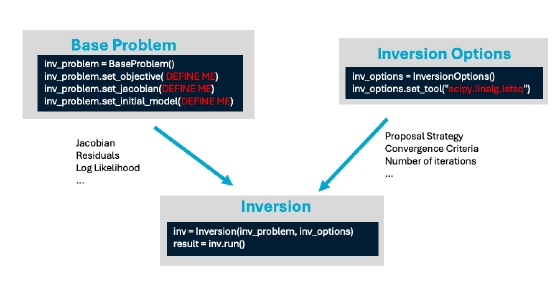 Base Problem
inv_problem = BaseProblem()
inv_problem.set_objective( DEFINE ME)
inv_problem.set_jacobian(DEFINE ME)
inv_problem.set_initial_model(DEFINE ME)
Inversion Options
inv_options = InversionOptions()
inv_options.set_tool("scipy.linalg.lstsq")
Jacobian
Residuals
Log Likelihood
...
Proposal Strategy
Convergence Criteria
Number of iterations
...
Inversion
inv = Inversion(inv_problem, inv_options)
result = inv.run()